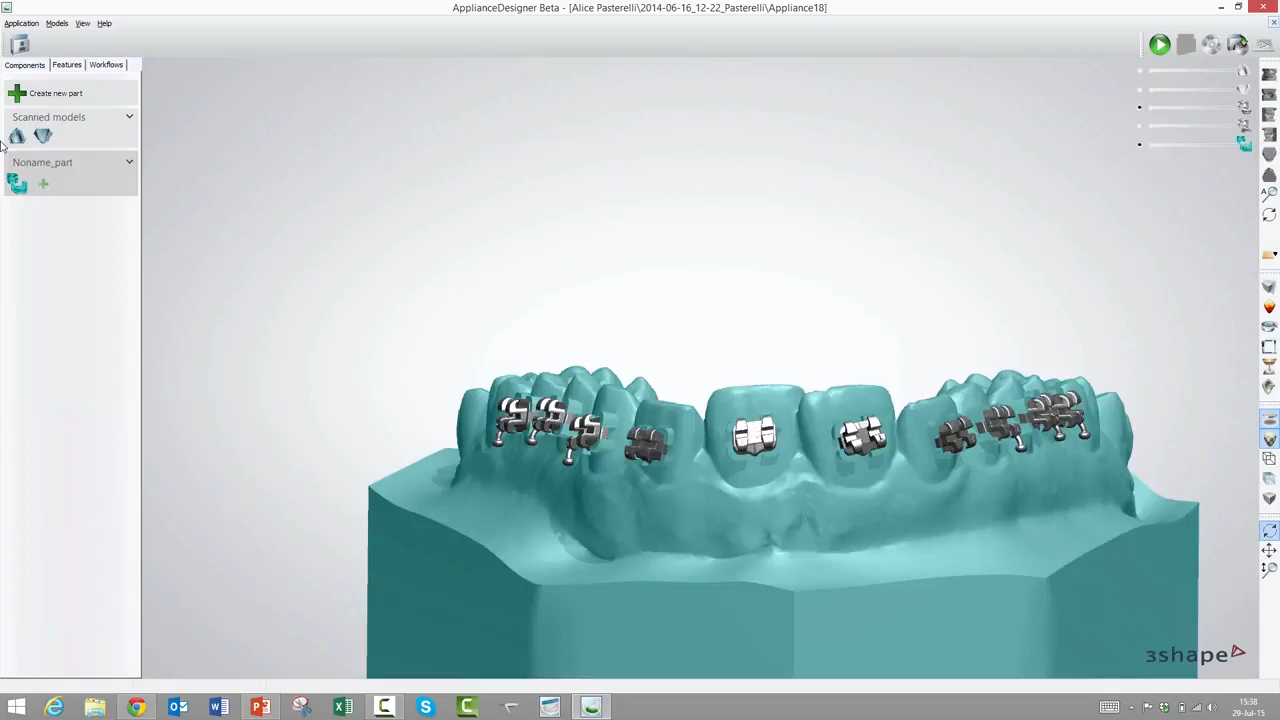 ApplianceDesigner Beta - [Alice Pasterelli\2014-06-16_12-22_Pasterelli\Appliance18]
Application Models View Help
Components Features Workflows
Create new part
Scanned models
Noname_part
3shape
15:38
29-Jul-15